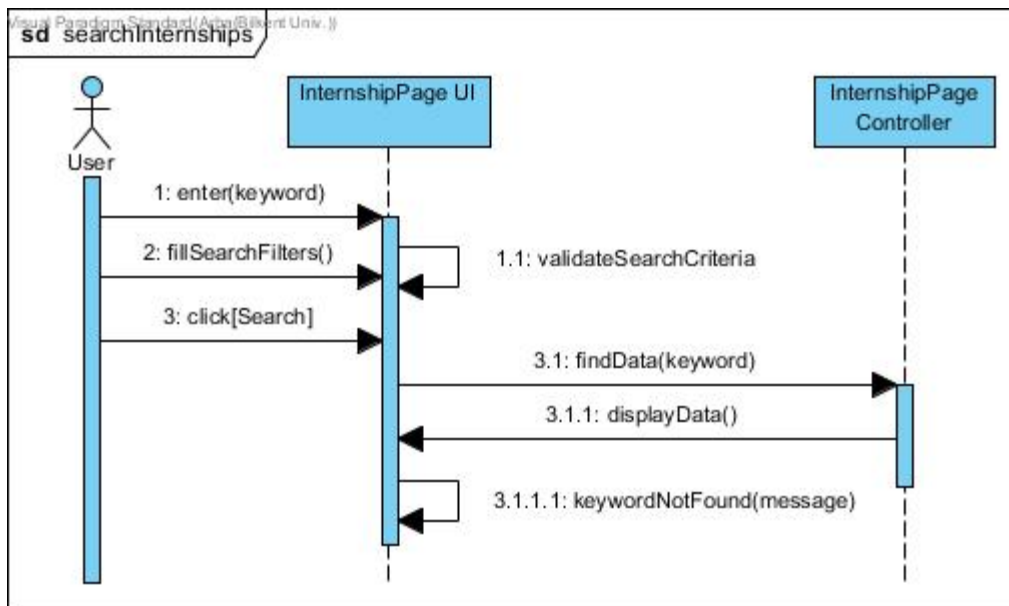 Visual Paradigm Standard(Arba(Bilkent Univ.))
sd searchInternships
InternshipPage UI
InternshipPage
Controller
User
1: enter(keyword)
2: fillSearchFilters()
1.1: validateSearchCriteria
3: click[Search]
3.1: findData(keyword)
3.1.1: displayData()
3.1.1.1: keywordNotFound(message)